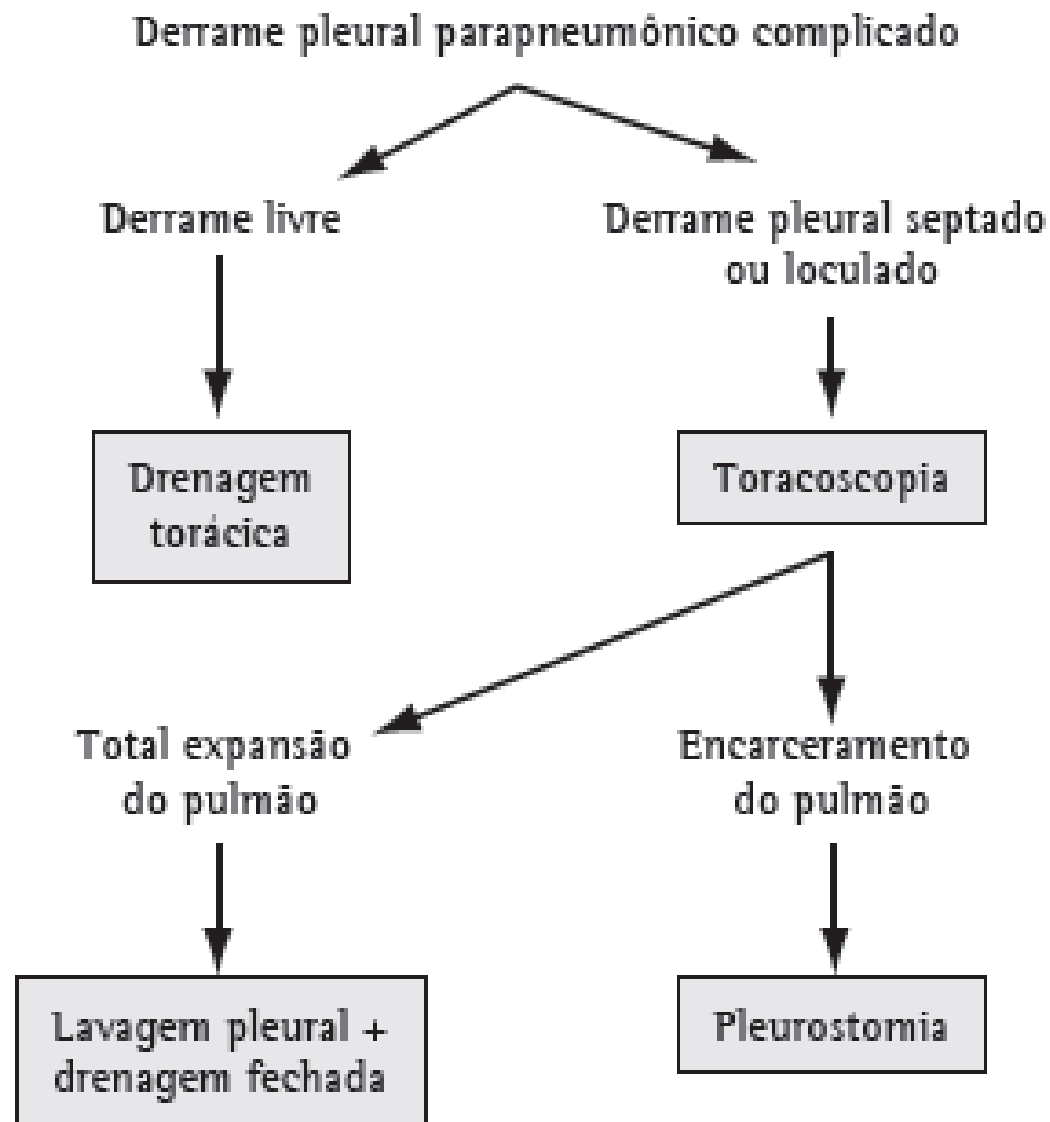 Derrame pleural parapneumônico complicado
Derrame livre
Derrame pleural septado
ou loculado
Drenagem
torácica
Toracoscopia
Total expansão
do pulmão
Encarceramento
do pulmão
Lavagem pleural +
drenagem fechada
Pleurostomia